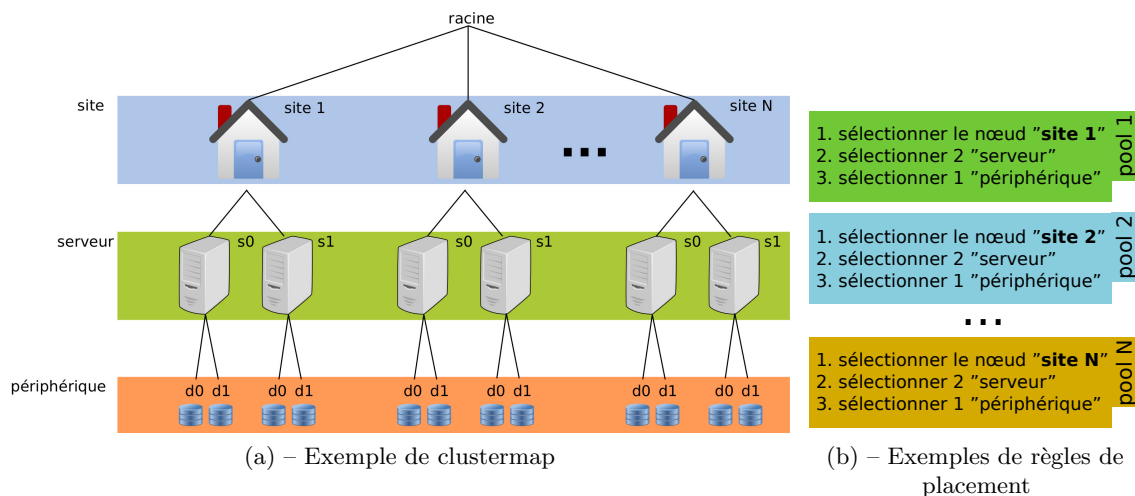 racine
site
site 1
site 2
site N
...
serveur
s0 s1 s0 s1 s0 s1
périphérique
d0 d1 d0 d1 d0 d1 d0 d1 d0 d1 d0 d1
(a) – Exemple de clustermap
1. sélectionner le nœud ”site 1”
2. sélectionner 2 ”serveur”
3. sélectionner 1 ”périphérique”
pool 1
1. sélectionner le nœud ”site 2”
2. sélectionner 2 ”serveur”
3. sélectionner 1 ”périphérique”
pool 2
...
1. sélectionner le nœud ”site N”
2. sélectionner 2 ”serveur”
3. sélectionner 1 ”périphérique”
pool N
(b) – Exemples de règles de
placement